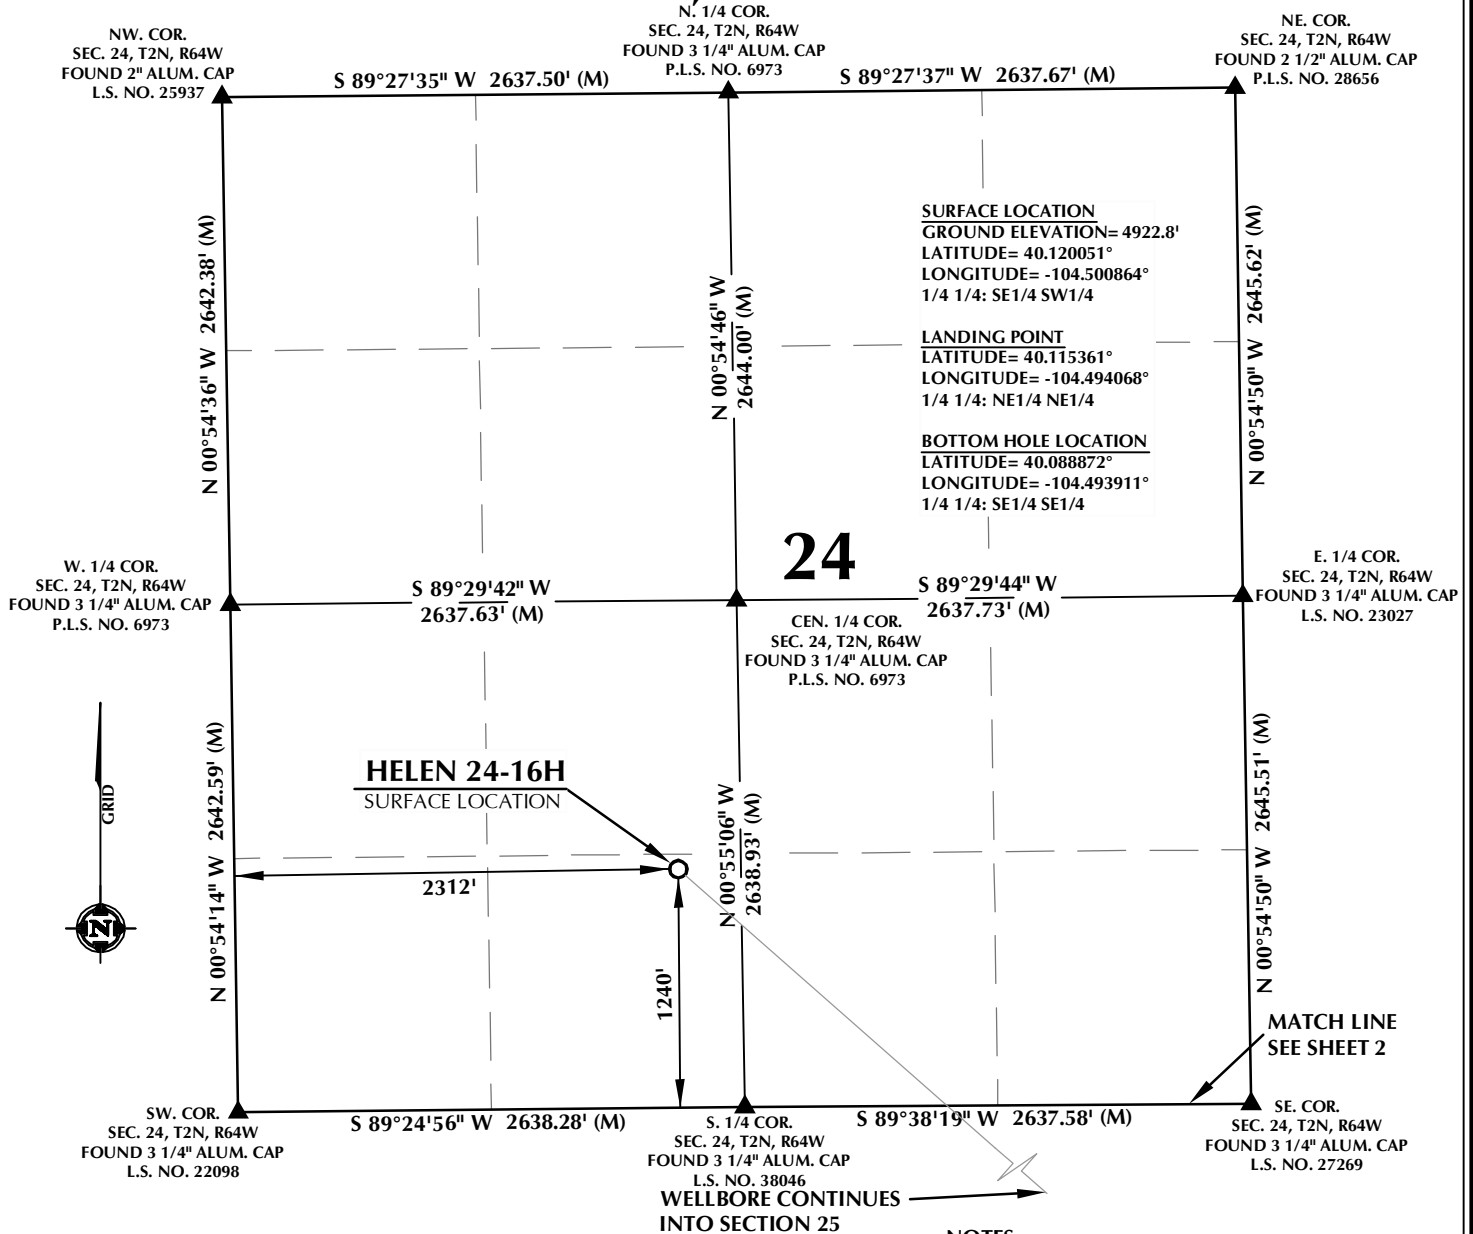 NW. COR.
SEC. 24, T2N, R64W
FOUND 2" ALUM. CAP
L.S. NO. 25937
N. 1/4 COR.
SEC. 24, T2N, R64W
FOUND 3 1/4" ALUM. CAP
P.L.S. NO. 6973
NE. COR.
SEC. 24, T2N, R64W
FOUND 2 1/2" ALUM. CAP
P.L.S. NO. 28656
S 89°27'35" W 2637.50' (M)
S 89°27'37" W 2637.67' (M)
N 00°54'36" W 2642.38' (M)
N 00°54'46" W
2644.00' (M)
N 00°54'50" W 2645.62' (M)
SURFACE LOCATION
GROUND ELEVATION= 4922.8'
LATITUDE= 40.120051°
LONGITUDE= -104.500864°
1/4 1/4: SE1/4 SW1/4
LANDING POINT
LATITUDE= 40.115361°
LONGITUDE= -104.494068°
1/4 1/4: NE1/4 NE1/4
BOTTOM HOLE LOCATION
LATITUDE= 40.088872°
LONGITUDE= -104.493911°
1/4 1/4: SE1/4 SE1/4
24
W. 1/4 COR.
SEC. 24, T2N, R64W
FOUND 3 1/4" ALUM. CAP
P.L.S. NO. 6973
S 89°29'42" W
2637.63' (M)
S 89°29'44" W
2637.73' (M)
CEN. 1/4 COR.
SEC. 24, T2N, R64W
FOUND 3 1/4" ALUM. CAP
P.L.S. NO. 6973
E. 1/4 COR.
SEC. 24, T2N, R64W
FOUND 3 1/4" ALUM. CAP
L.S. NO. 23027
GRID
N
N 00°54'14" W 2642.59' (M)
HELEN 24-16H
SURFACE LOCATION
2312'
1240'
N 00°55'06" W
2638.93' (M)
N 00°54'50" W 2645.51' (M)
MATCH LINE
SEE SHEET 2
SW. COR.
SEC. 24, T2N, R64W
FOUND 3 1/4" ALUM. CAP
L.S. NO. 22098
S 89°24'56" W 2638.28' (M)
S. 1/4 COR.
SEC. 24, T2N, R64W
FOUND 3 1/4" ALUM. CAP
L.S. NO. 38046
S 89°38'19" W 2637.58' (M)
SE. COR.
SEC. 24, T2N, R64W
FOUND 3 1/4" ALUM. CAP
L.S. NO. 27269
WELLBORE CONTINUES
INTO SECTION 25